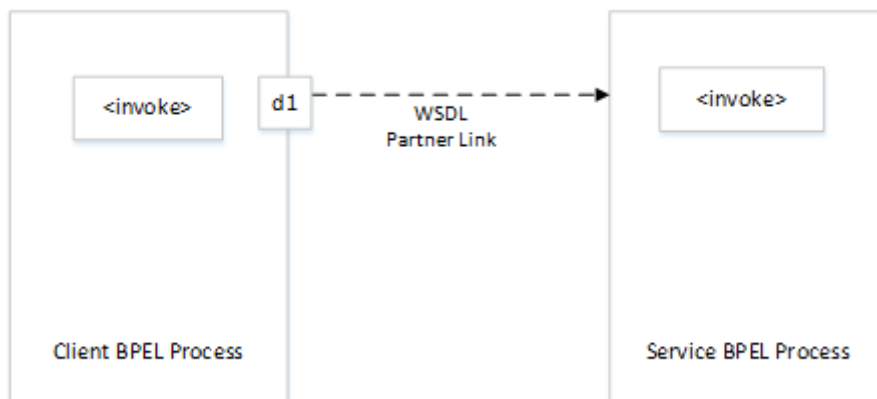 <invoke>
d1
WSDL
Partner Link
<invoke>
Client BPEL Process
Service BPEL Process